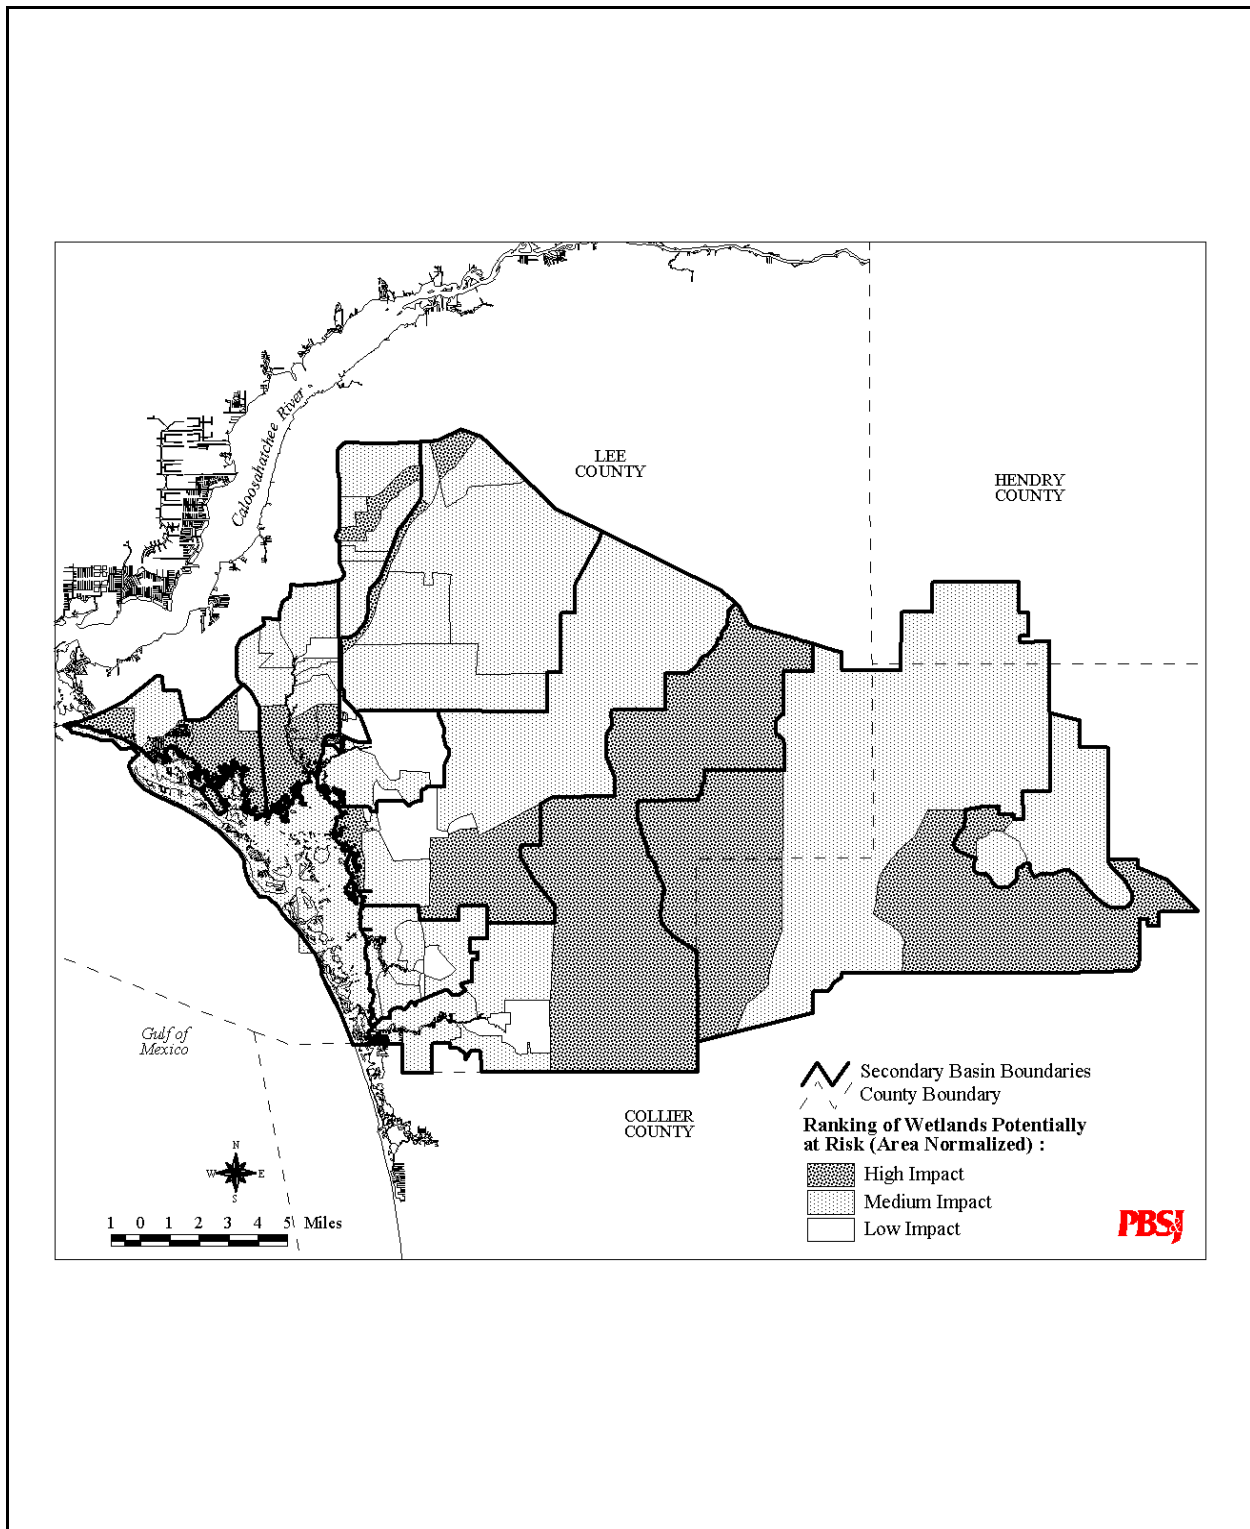 Caloosahatchee River
LEE
COUNTY
HENDRY
COUNTY
Gulf of
Mexico
COLLIER
COUNTY
Secondary Basin Boundaries
County Boundary
Ranking of Wetlands Potentially
at Risk (Area Normalized) :
High Impact
Medium Impact
Low Impact
N
W E
S
1 0 1 2 3 4 5 Miles
PBS&J